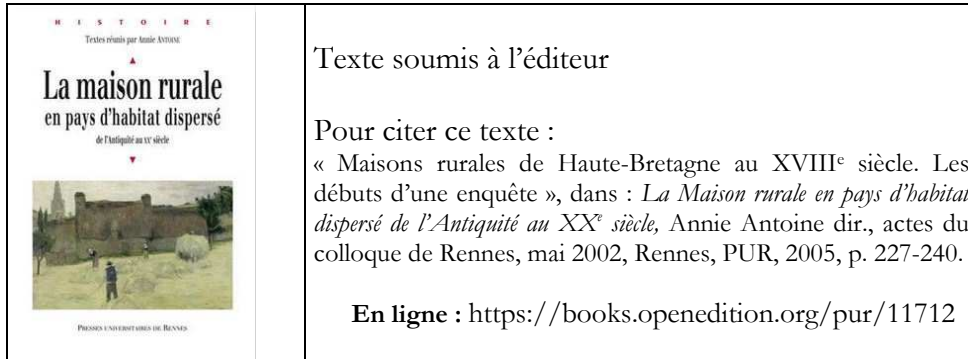 HISTOIRE
Textes réunis par Annie ANTOINE
La maison rurale
en pays d'habitat dispersé
de l'Antiquité au XXe siècle
PRESSES UNIVERSITAIRES DE RENNES
Texte soumis à l'éditeur
Pour citer ce texte :
« Maisons rurales de Haute-Bretagne au XVIIIe siècle. Les
débuts d'une enquête », dans : La Maison rurale en pays d'habitat
dispersé de l'Antiquité au XXe siècle, Annie Antoine dir., actes du
colloque de Rennes, mai 2002, Rennes, PUR, 2005, p. 227-240.
En ligne : https://books.openedition.org/pur/11712